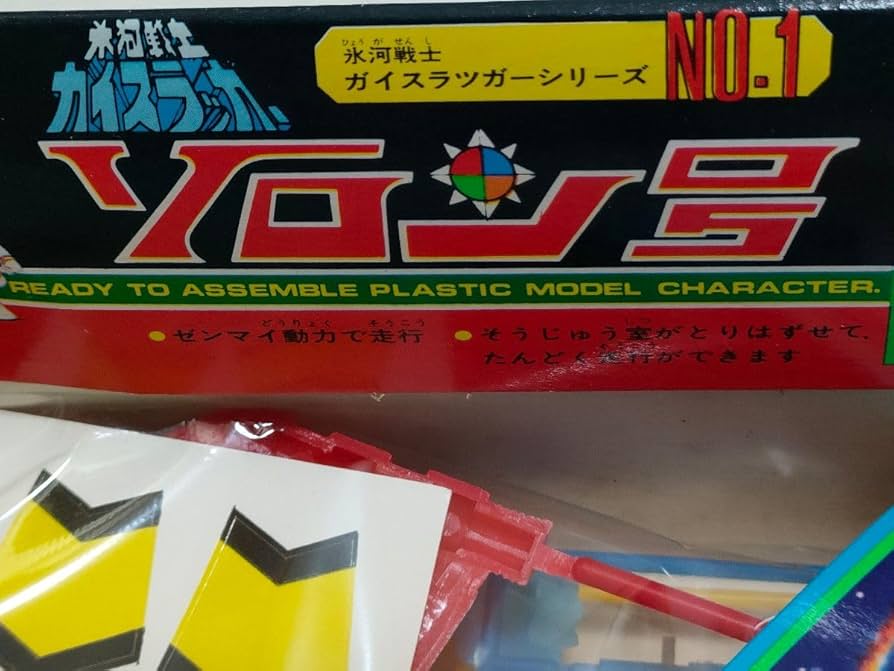 氷河戦士
ガイスラッガー
ひょうがせんし
氷河戦士
ガイスラツガーシリーズ
NO.1
ソロン号
READY TO ASSEMBLE PLASTIC MODEL CHARACTER.
どうりょく そうこう
●ゼンマイ動力で走行
しつ
●そうじゅう室がとりはずせて、
たんどく走行ができます